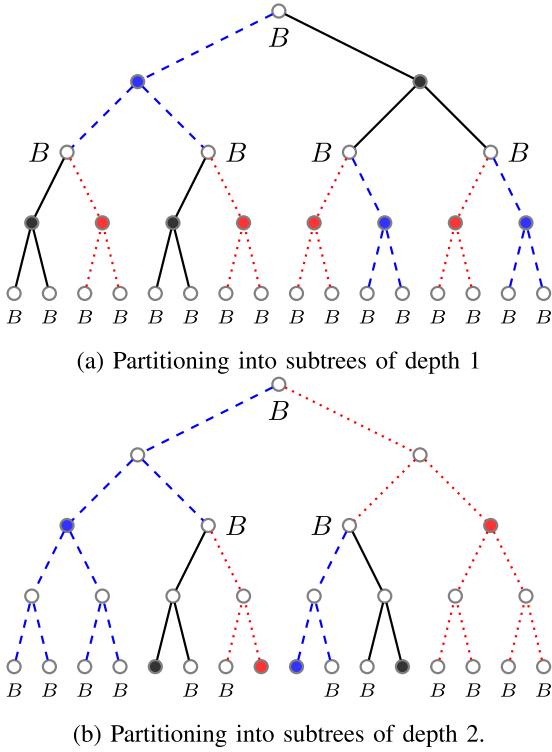 B
B B B B
B B B B B B B B B B B B B B B B
(a) Partitioning into subtrees of depth 1
B
B B
B B B B B B B B B B B B
(b) Partitioning into subtrees of depth 2.